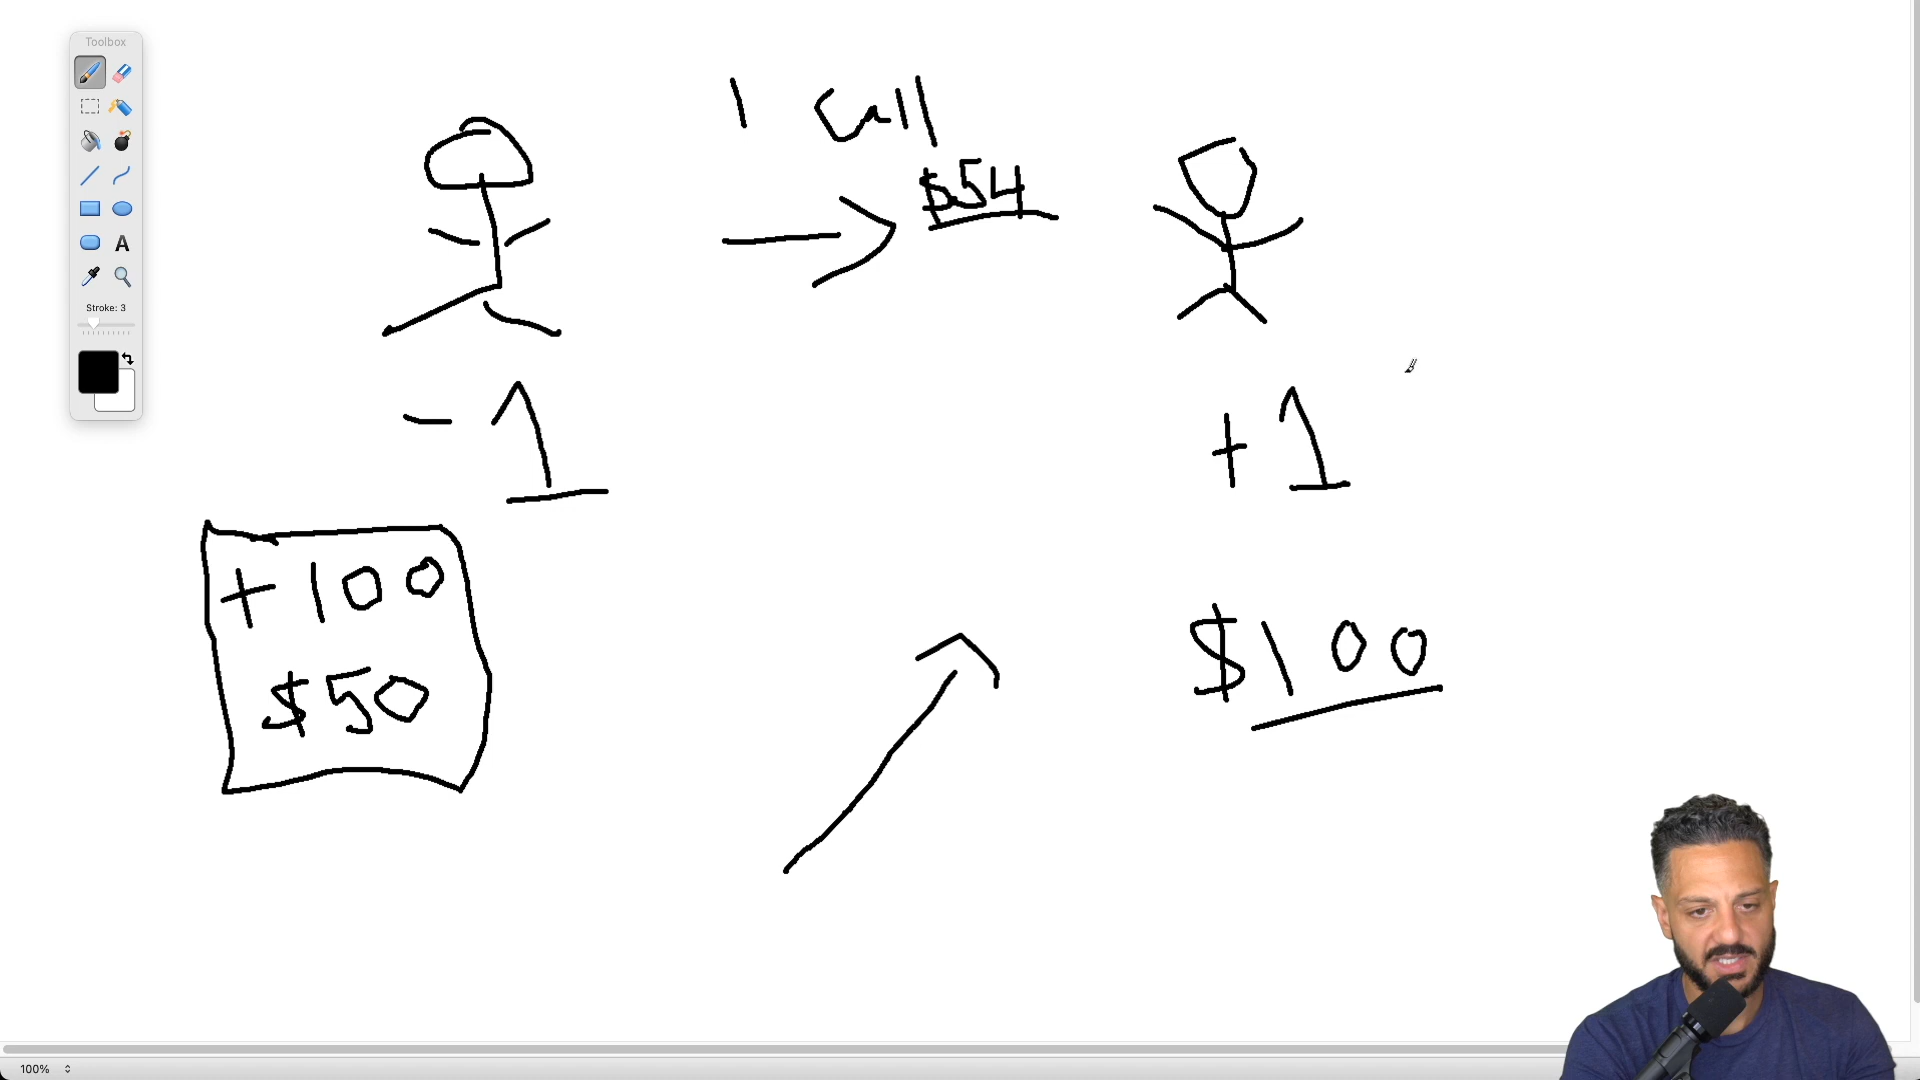 Toolbox
A
Stroke: 3
1 Call
$54
- 1
+ 1
+100
$50
$100
100%